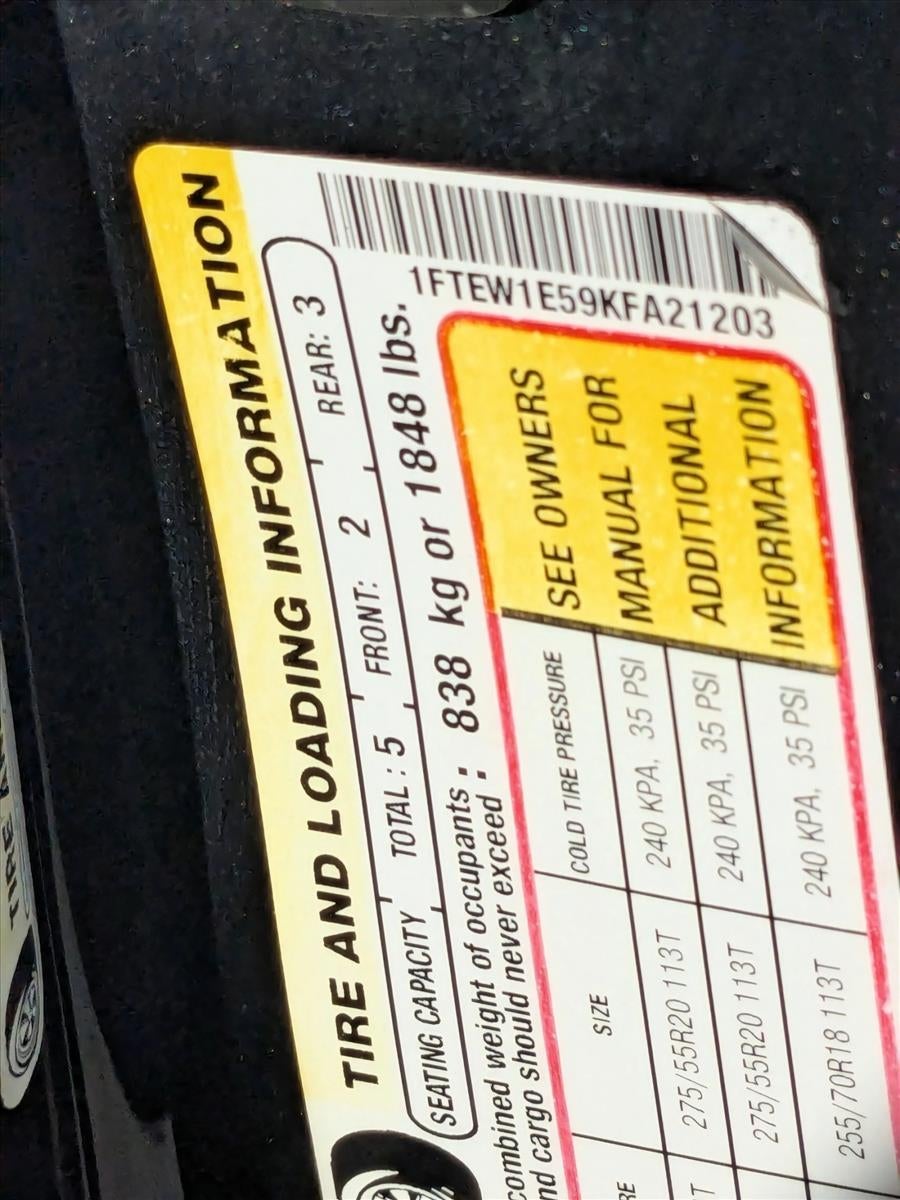 TIRE AND LOADING INFORMATION
SEATING CAPACITY TOTAL : 5 FRONT: 2 REAR: 3
combined weight of occupants
and cargo should never exceed : 838 kg or 1848 lbs.
1FTEW1E59KFA21203
SIZE COLD TIRE PRESSURE
275/55R20 113T 240 KPA, 35 PSI
275/55R20 113T 240 KPA, 35 PSI
255/70R18 113T 240 KPA, 35 PSI
SEE OWNERS
MANUAL FOR
ADDITIONAL
INFORMATION
TIRE